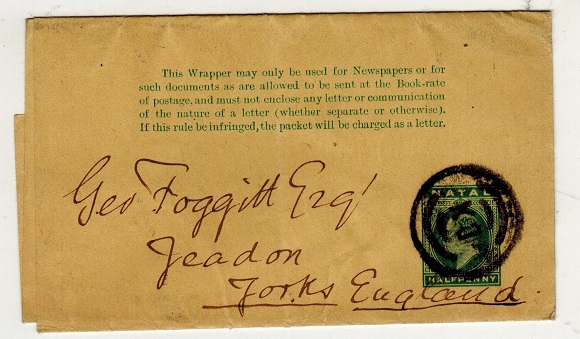 This Wrapper may only be used for Newspapers or for
such documents as are allowed to be sent at the Book-rate
of postage, and must not enclose any letter or communication
of the nature of a letter (whether separate or otherwise).
If this rule be infringed, the packet will be charged as a letter.
Geo Foggitt Esqr
Yeadon
Yorks England
NATAL
HALFPENNY